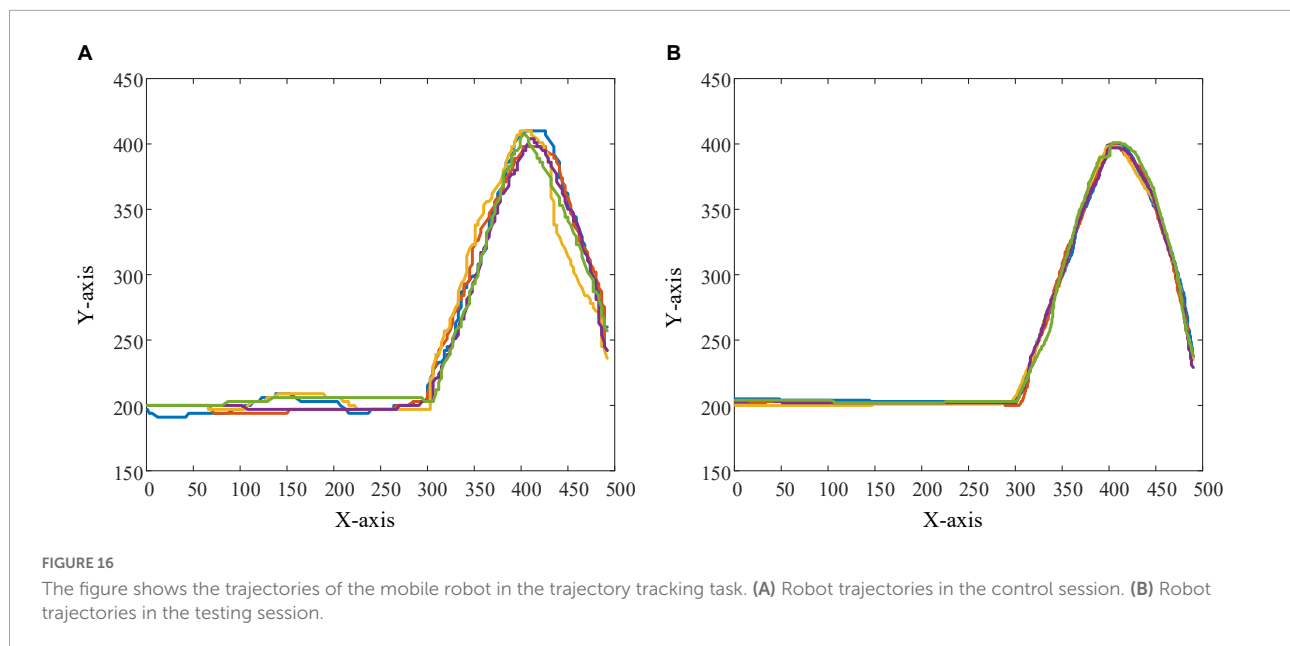 A
450
400
350
300
250
200
150
0 50 100 150 200 250 300 350 400 450 500
Y-axis
X-axis
B
450
400
350
300
250
200
150
0 50 100 150 200 250 300 350 400 450 500
Y-axis
X-axis
FIGURE 16
The figure shows the trajectories of the mobile robot in the trajectory tracking task. (A) Robot trajectories in the control session. (B) Robot
trajectories in the testing session.